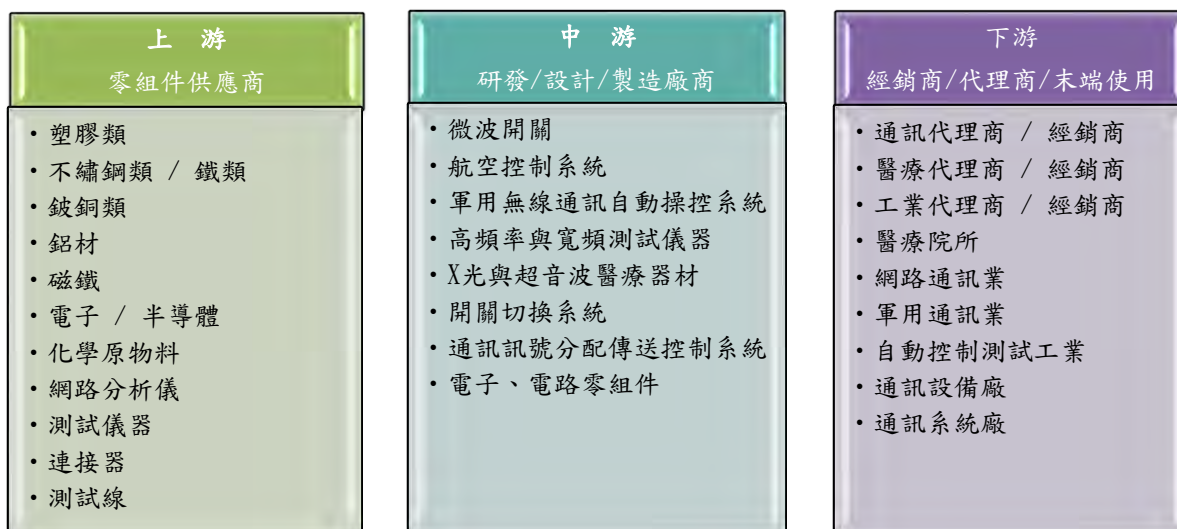 上 游
零組件供應商
・塑膠類
・不繡鋼類 / 鐵類
・鈹銅類
・鋁材
・磁鐵
・電子 / 半導體
・化學原物料
・網路分析儀
・測試儀器
・連接器
・測試線
中 游
研發/設計/製造廠商
・微波開關
・航空控制系統
・軍用無線通訊自動操控系統
・高頻率與寬頻測試儀器
・X光與超音波醫療器材
・開關切換系統
・通訊訊號分配傳送控制系統
・電子、電路零組件
下游
經銷商/代理商/末端使用
・通訊代理商 / 經銷商
・醫療代理商 / 經銷商
・工業代理商 / 經銷商
・醫療院所
・網路通訊業
・軍用通訊業
・自動控制測試工業
・通訊設備廠
・通訊系統廠